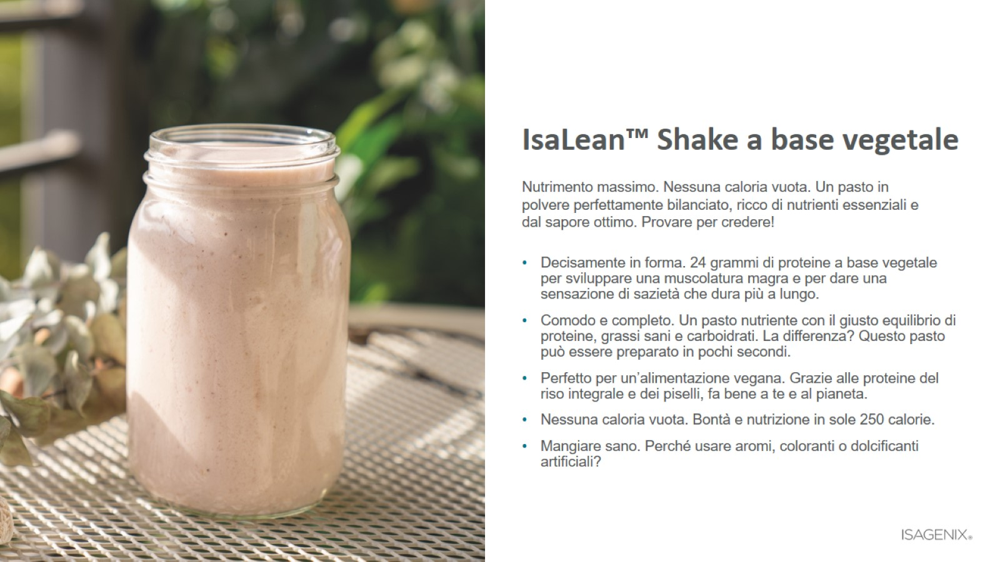 IsaLean™ Shake a base vegetale
Nutrimento massimo. Nessuna caloria vuota. Un pasto in
polvere perfettamente bilanciato, ricco di nutrienti essenziali e
dal sapore ottimo. Provare per credere!
• Decisamente in forma. 24 grammi di proteine a base vegetale
per sviluppare una muscolatura magra e per dare una
sensazione di sazietà che dura più a lungo.
• Comodo e completo. Un pasto nutriente con il giusto equilibrio di
proteine, grassi sani e carboidrati. La differenza? Questo pasto
può essere preparato in pochi secondi.
• Perfetto per un’alimentazione vegana. Grazie alle proteine del
riso integrale e dei piselli, fa bene a te e al pianeta.
• Nessuna caloria vuota. Bontà e nutrizione in sole 250 calorie.
• Mangiare sano. Perché usare aromi, coloranti o dolcificanti
artificiali?
ISAGENIX®